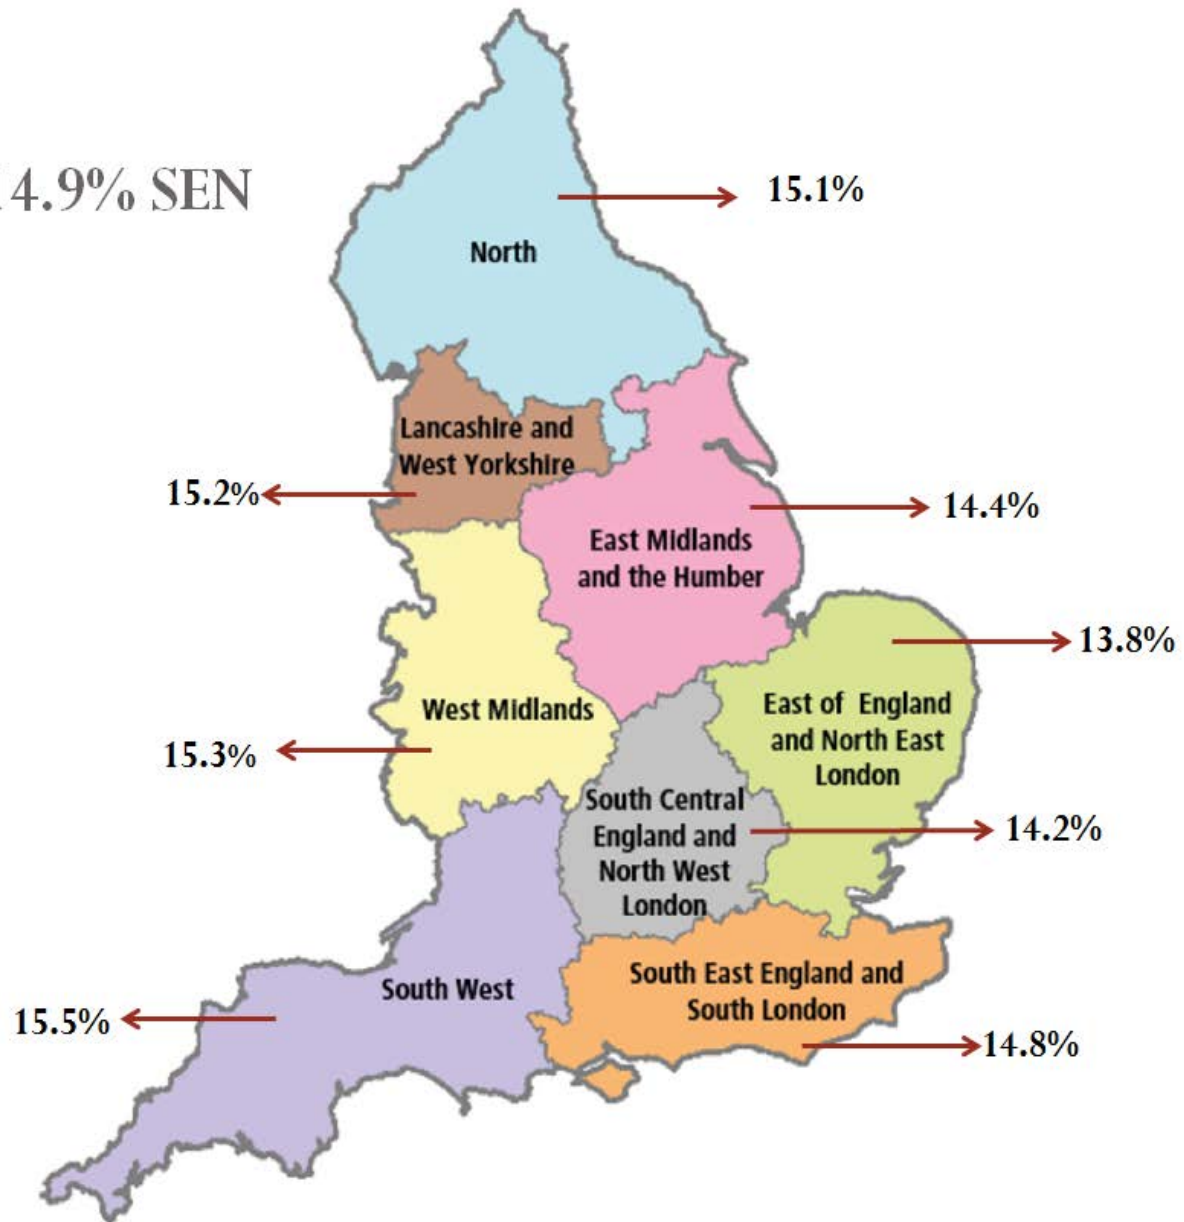 14.9% SEN
15.1%
North
Lancashire and
West Yorkshire
15.2%
14.4%
East Midlands
and the Humber
13.8%
West Midlands
East of England
and North East
London
15.3%
South Central
England and
North West
London
14.2%
South West
South East England and
South London
15.5%
14.8%